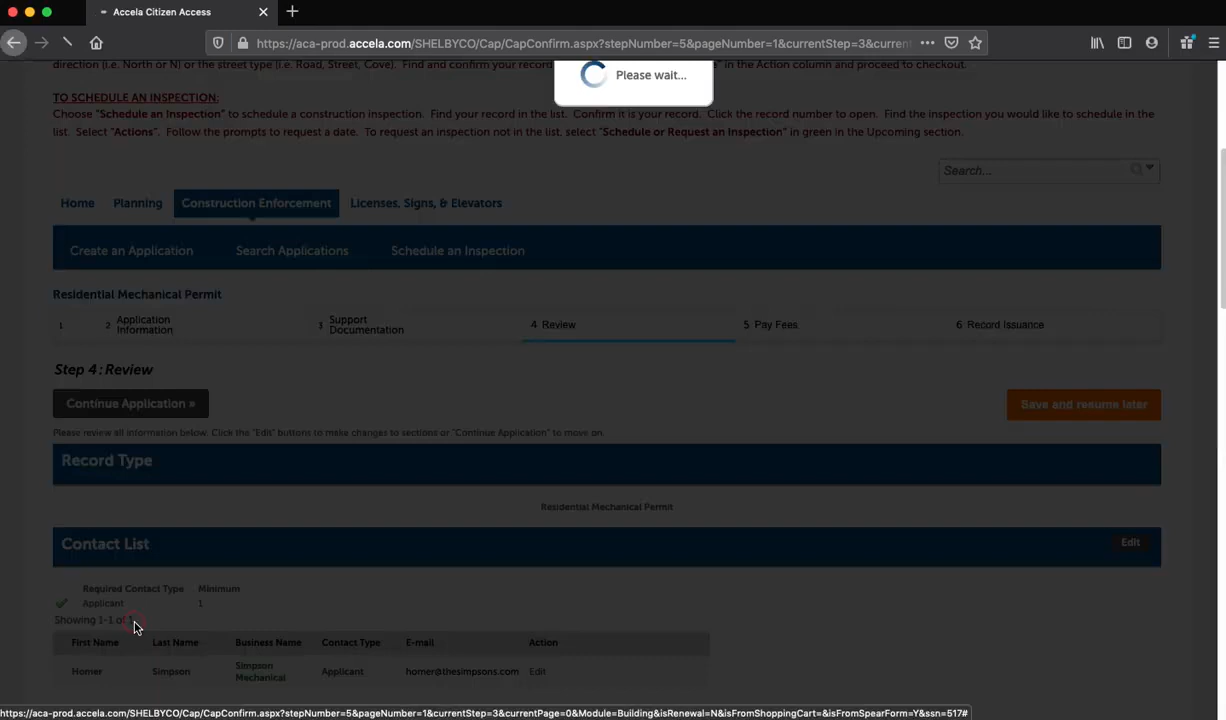 Accela Citizen Access
https://aca-prod.accela.com/SHELBYCO/Cap/CapConfirm.aspx?stepNumber=5&pageNumber=1&currentStep=3&current
direction (i.e. North or N) or the street type (i.e. Road, Street, Cove). Find and confirm your record " in the Action column and proceed to checkout.
Please wait...
TO SCHEDULE AN INSPECTION:
Choose "Schedule an Inspection" to schedule a construction inspection. Find your record in the list. Confirm it is your record. Click the record number to open. Find the inspection you would like to schedule in the
list. Select "Actions". Follow the prompts to request a date. To request an inspection not in the list, select "Schedule or Request an Inspection" in green in the Upcoming section.
Search...
Home Planning Construction Enforcement Licenses, Signs, & Elevators
Create an Application Search Applications Schedule an Inspection
Residential Mechanical Permit
1 2 Application Information 3 Support Documentation 4 Review 5 Pay Fees 6 Record Issuance
Step 4: Review
Continue Application »
Save and resume later
Please review all information below. Click the "Edit" buttons to make changes to sections or "Continue Application" to move on.
Record Type
Residential Mechanical Permit
Contact List
Edit
Required Contact Type Minimum
Applicant 1
Showing 1-1 of
First Name Last Name Business Name Contact Type E-mail Action
Homer Simpson Simpson Mechanical Applicant homer@thesimpsons.com Edit
https://aca-prod.accela.com/SHELBYCO/Cap/CapConfirm.aspx?stepNumber=5&pageNumber=1&currentStep=3&currentPage=0&Module=Building&isRenewal=N&isFromShoppingCart=&isFromSpearForm=Y&ssn=517#